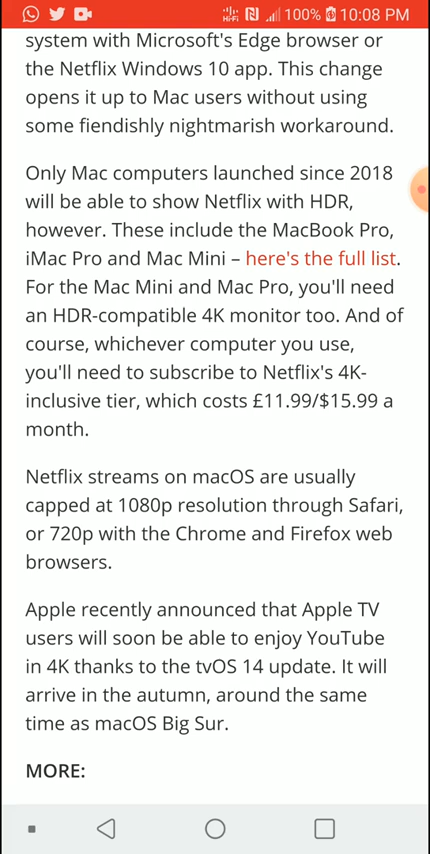 100% 10:08 PM
system with Microsoft's Edge browser or
the Netflix Windows 10 app. This change
opens it up to Mac users without using
some fiendishly nightmarish workaround.
Only Mac computers launched since 2018
will be able to show Netflix with HDR,
however. These include the MacBook Pro,
iMac Pro and Mac Mini – here's the full list.
For the Mac Mini and Mac Pro, you'll need
an HDR-compatible 4K monitor too. And of
course, whichever computer you use,
you'll need to subscribe to Netflix's 4K-
inclusive tier, which costs £11.99/$15.99 a
month.
Netflix streams on macOS are usually
capped at 1080p resolution through Safari,
or 720p with the Chrome and Firefox web
browsers.
Apple recently announced that Apple TV
users will soon be able to enjoy YouTube
in 4K thanks to the tvOS 14 update. It will
arrive in the autumn, around the same
time as macOS Big Sur.
MORE: